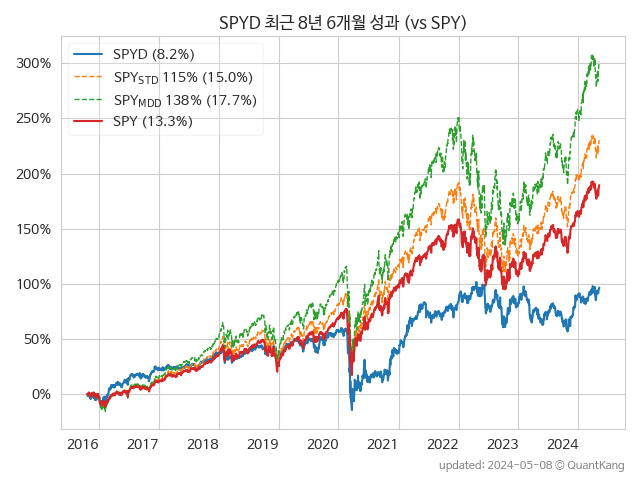 SPYD 최근 8년 6개월 성과 (vs SPY)
SPYD (8.2%)
SPY_STD 115% (15.0%)
SPY_MDD 138% (17.7%)
SPY (13.3%)
300%
250%
200%
150%
100%
50%
0%
2016 2017 2018 2019 2020 2021 2022 2023 2024
updated: 2024-05-08 © QuantKang